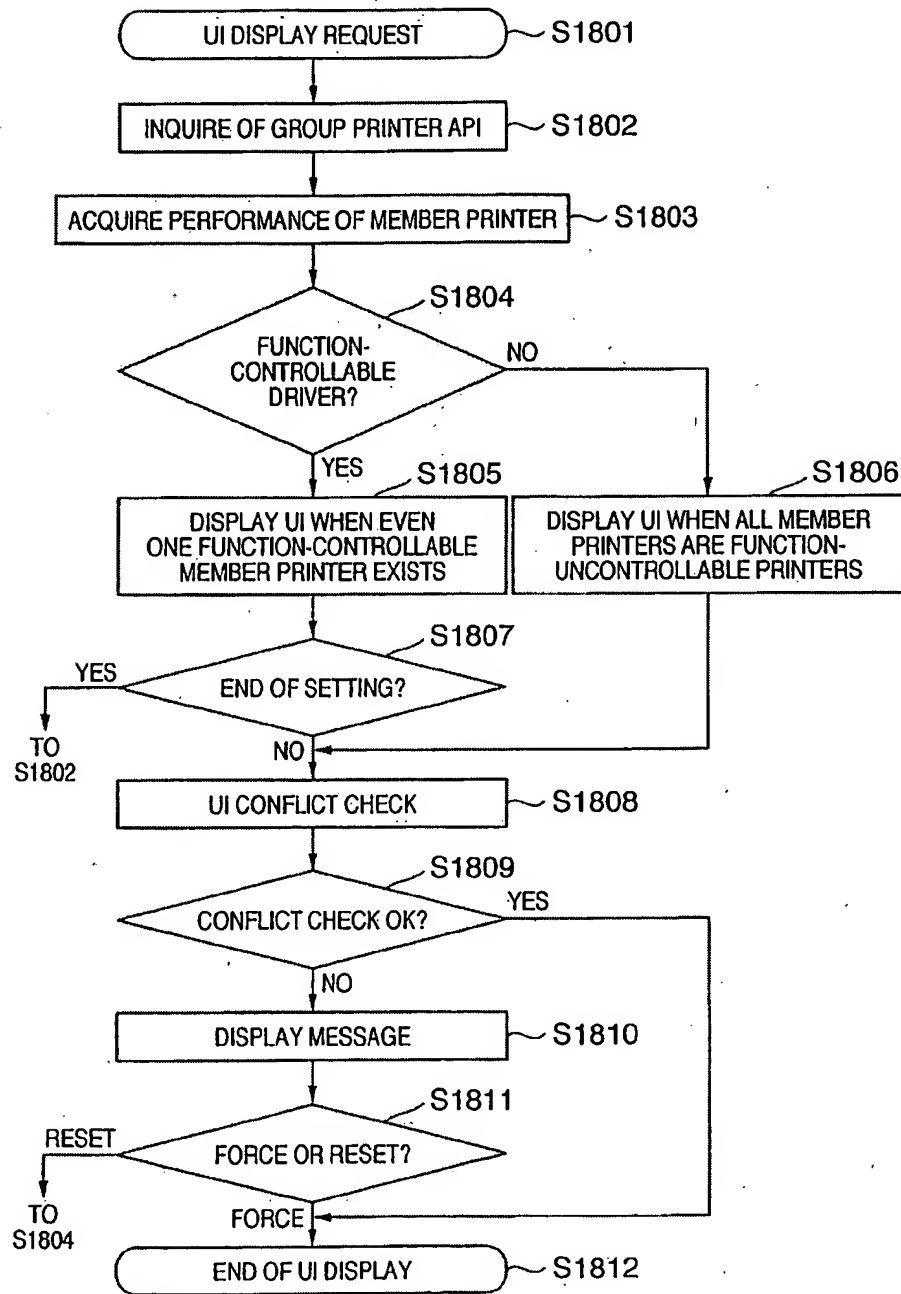 UI DISPLAY REQUEST
S1801
INQUIRE OF GROUP PRINTER API
S1802
ACQUIRE PERFORMANCE OF MEMBER PRINTER
S1803
S1804
FUNCTION-
CONTROLLABLE
DRIVER?
NO
YES
S1805
DISPLAY UI WHEN EVEN
ONE FUNCTION-CONTROLLABLE
MEMBER PRINTER EXISTS
S1806
DISPLAY UI WHEN ALL MEMBER
PRINTERS ARE FUNCTION-
UNCONTROLLABLE PRINTERS
S1807
YES
END OF SETTING?
TO
S1802
NO
UI CONFLICT CHECK
S1808
S1809
CONFLICT CHECK OK?
YES
NO
DISPLAY MESSAGE
S1810
S1811
RESET
FORCE OR RESET?
TO
S1804
FORCE
END OF UI DISPLAY
S1812